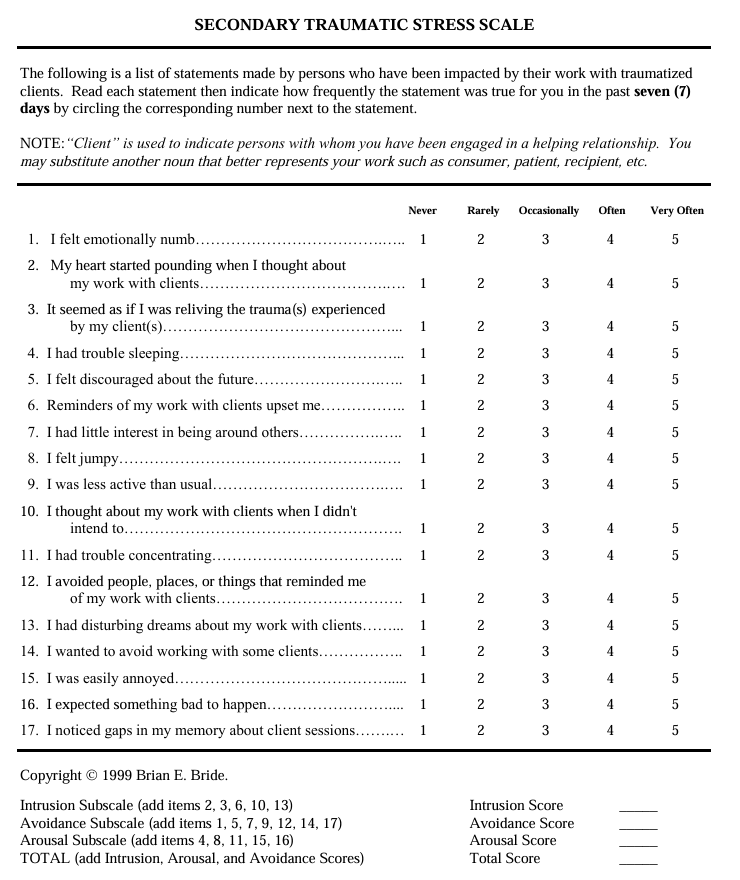 SECONDARY TRAUMATIC STRESS SCALE
The following is a list of statements made by persons who have been impacted by their work with traumatized
clients. Read each statement then indicate how frequently the statement was true for you in the past seven (7)
days by circling the corresponding number next to the statement.
NOTE: “Client” is used to indicate persons with whom you have been engaged in a helping relationship. You
may substitute another noun that better represents your work such as consumer, patient, recipient, etc.
Never Rarely Occasionally Often Very Often
1. I felt emotionally numb……………………………….….. 1 2 3 4 5
2. My heart started pounding when I thought about
my work with clients……………………………….…. 1 2 3 4 5
3. It seemed as if I was reliving the trauma(s) experienced
by my client(s)………………………………………... 1 2 3 4 5
4. I had trouble sleeping……………………………………... 1 2 3 4 5
5. I felt discouraged about the future…………………….….. 1 2 3 4 5
6. Reminders of my work with clients upset me…………….. 1 2 3 4 5
7. I had little interest in being around others…………….….. 1 2 3 4 5
8. I felt jumpy…………………………………………….…. 1 2 3 4 5
9. I was less active than usual…………………………….…. 1 2 3 4 5
10. I thought about my work with clients when I didn't
intend to………………………………………………. 1 2 3 4 5
11. I had trouble concentrating……………………………….. 1 2 3 4 5
12. I avoided people, places, or things that reminded me
of my work with clients………………………………. 1 2 3 4 5
13. I had disturbing dreams about my work with clients……... 1 2 3 4 5
14. I wanted to avoid working with some clients…………….. 1 2 3 4 5
15. I was easily annoyed…………………………………….... 1 2 3 4 5
16. I expected something bad to happen…………………….... 1 2 3 4 5
17. I noticed gaps in my memory about client sessions…….… 1 2 3 4 5
Copyright © 1999 Brian E. Bride.
Intrusion Subscale (add items 2, 3, 6, 10, 13) Intrusion Score _____
Avoidance Subscale (add items 1, 5, 7, 9, 12, 14, 17) Avoidance Score _____
Arousal Subscale (add items 4, 8, 11, 15, 16) Arousal Score _____
TOTAL (add Intrusion, Arousal, and Avoidance Scores) Total Score _____